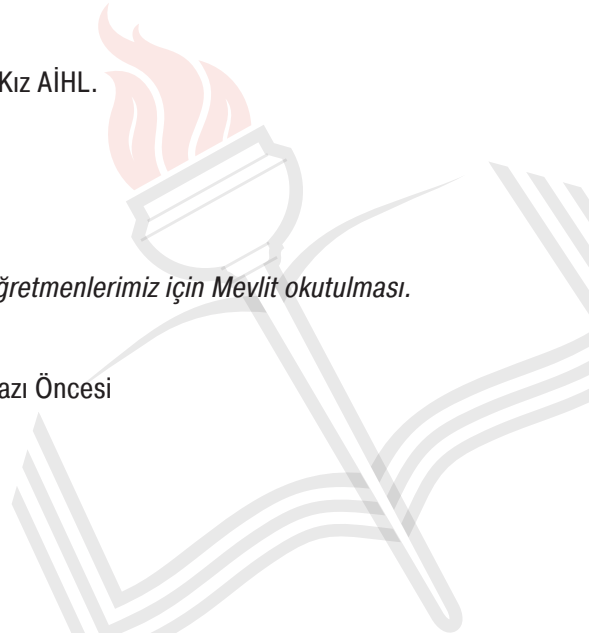 Kız AİHL.
ğretmenlerimiz için Mevlit okutulması.
azı Öncesi